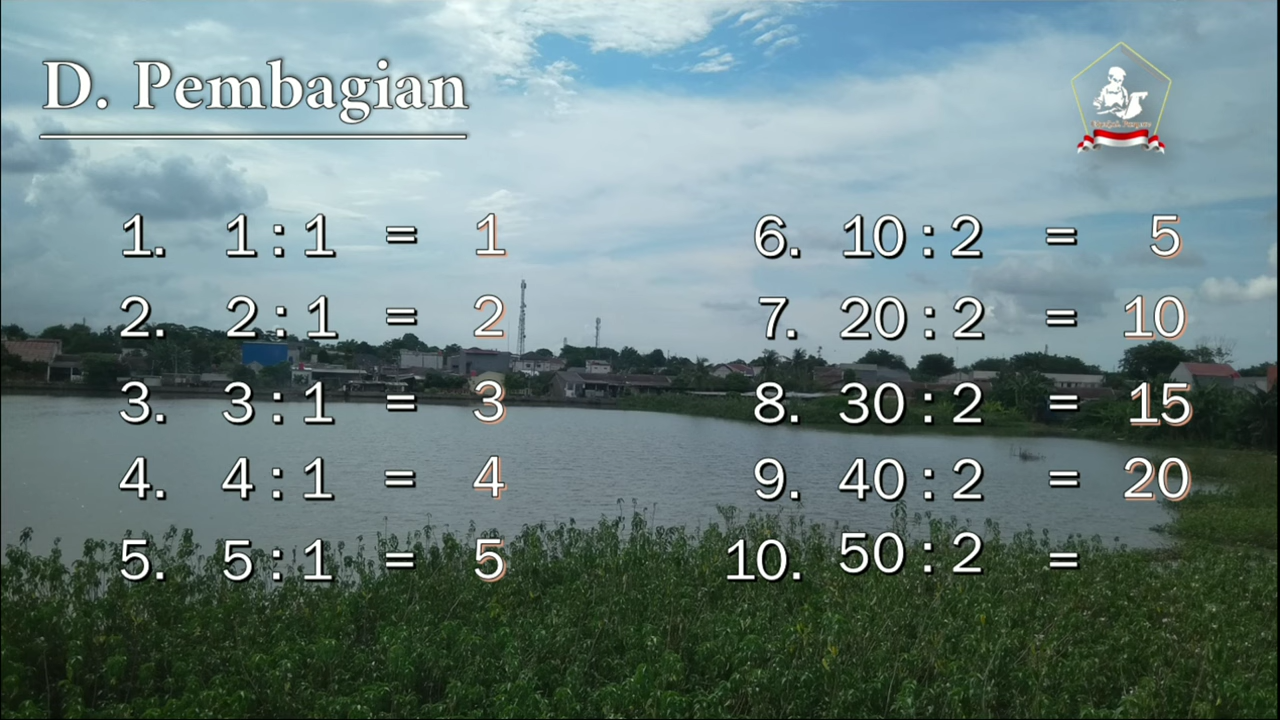 D. Pembagian
1. 1 : 1 = 1
2. 2 : 1 = 2
3. 3 : 1 = 3
4. 4 : 1 = 4
5. 5 : 1 = 5
6. 10 : 2 = 5
7. 20 : 2 = 10
8. 30 : 2 = 15
9. 40 : 2 = 20
10. 50 : 2 =